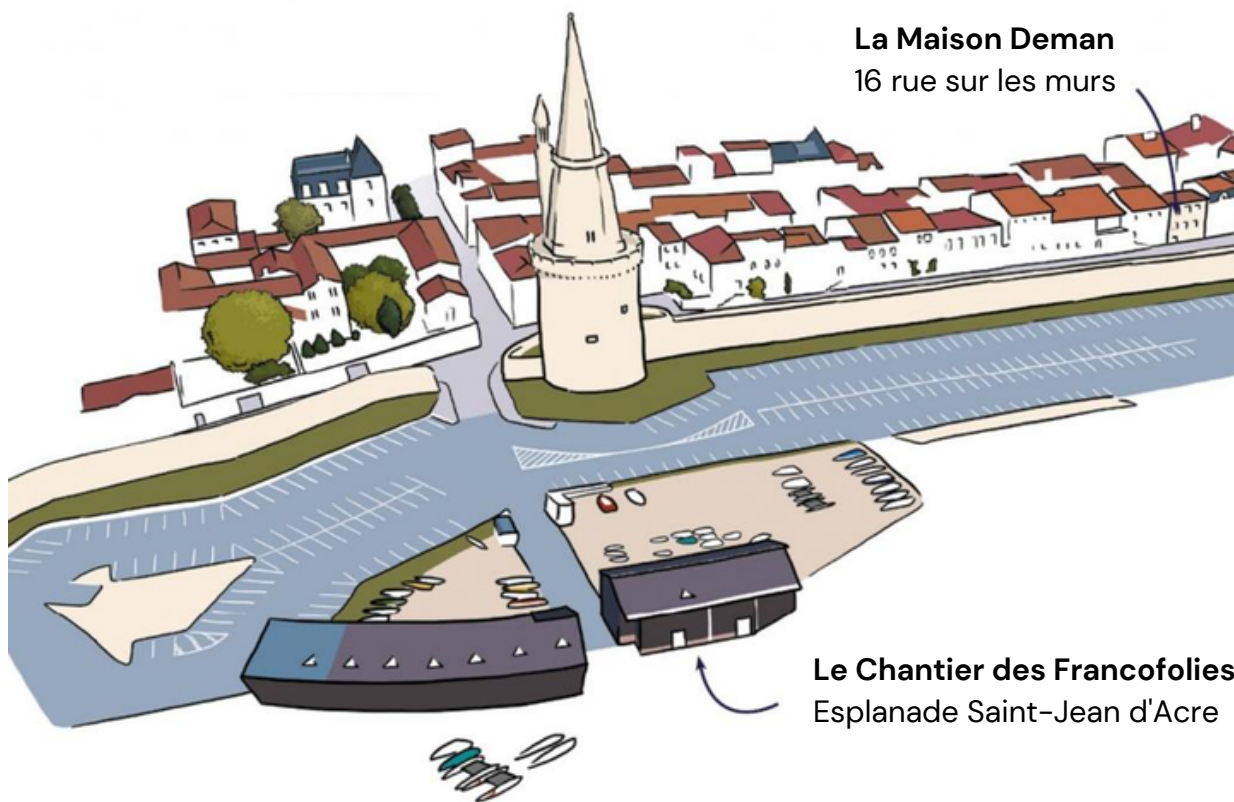 La Maison Deman
16 rue sur les murs
Le Chantier des Francofolies
Esplanade Saint-Jean d'Acre